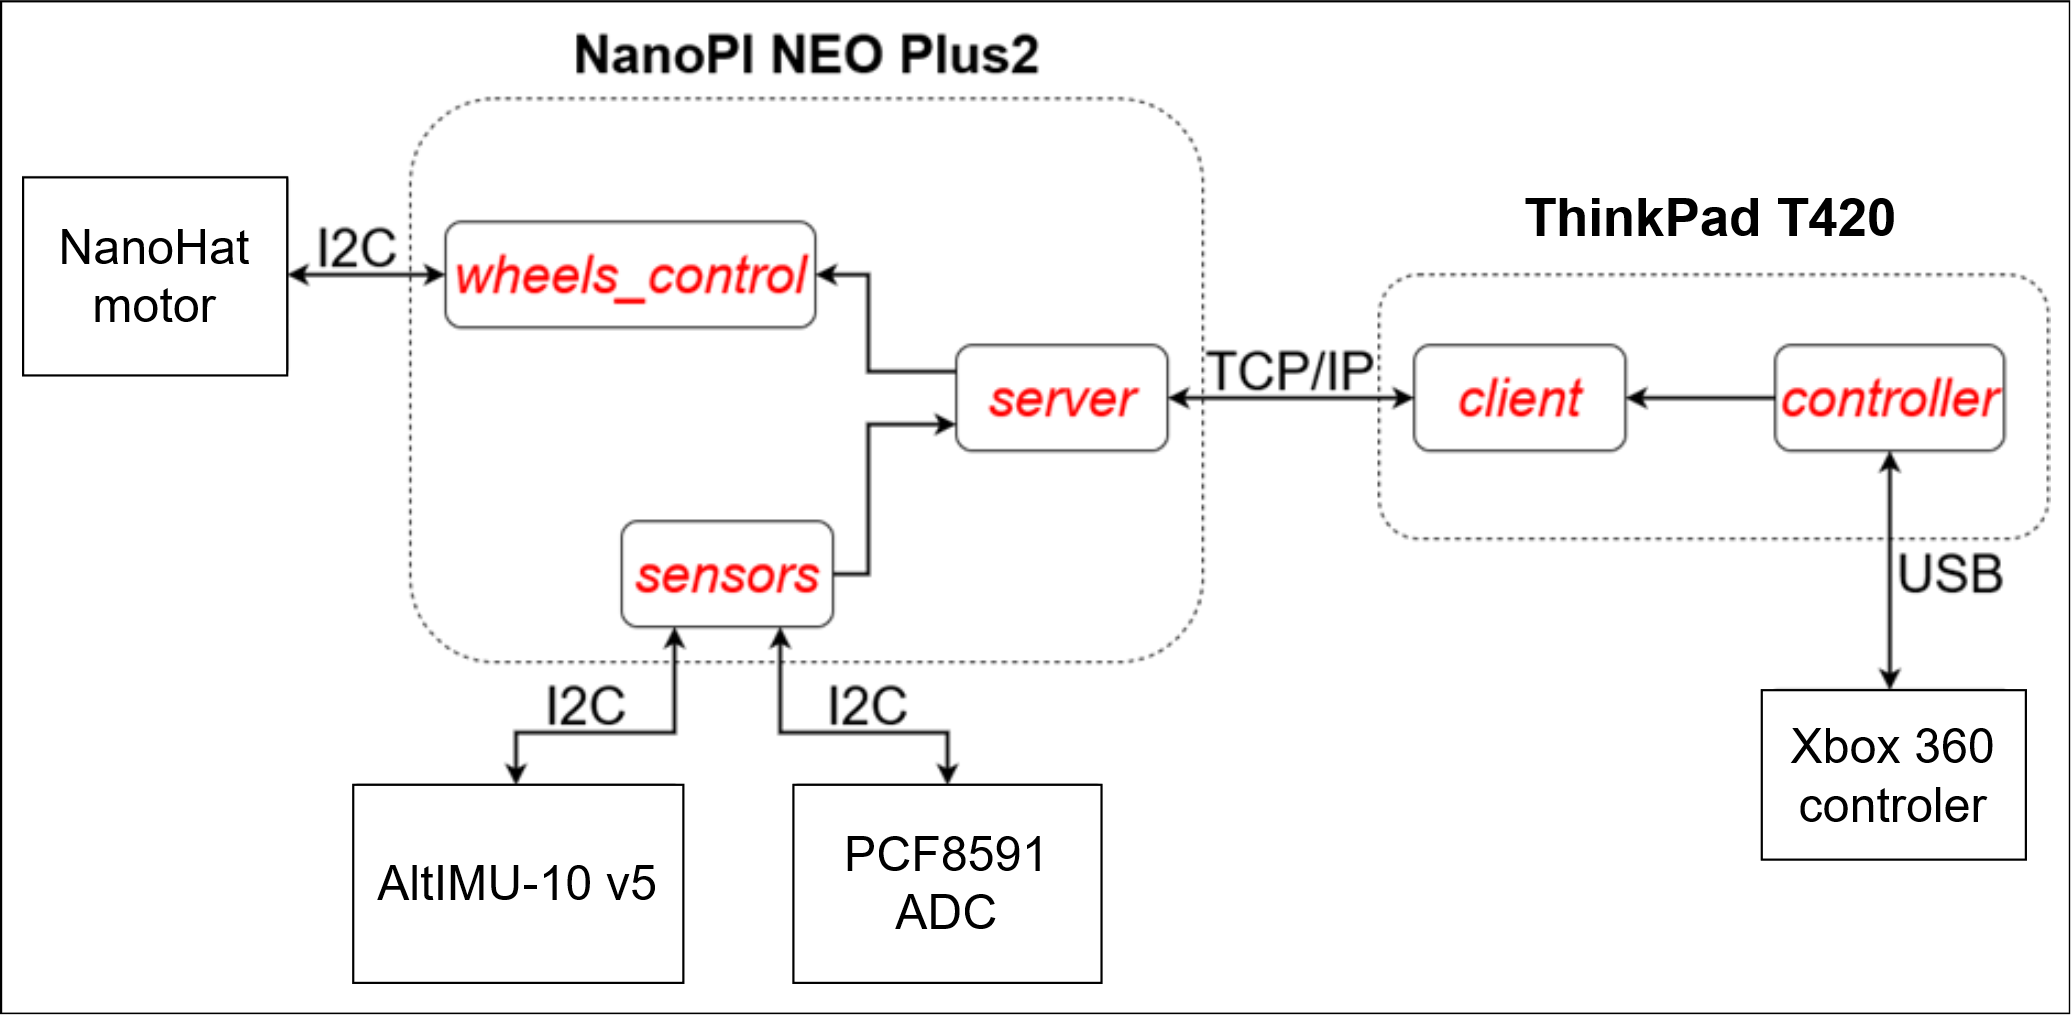 NanoPI NEO Plus2
NanoHat
motor
I2C
wheels_control
server
sensors
I2C
I2C
AltIMU-10 v5
PCF8591
ADC
TCP/IP
ThinkPad T420
client
controller
USB
Xbox 360
controler